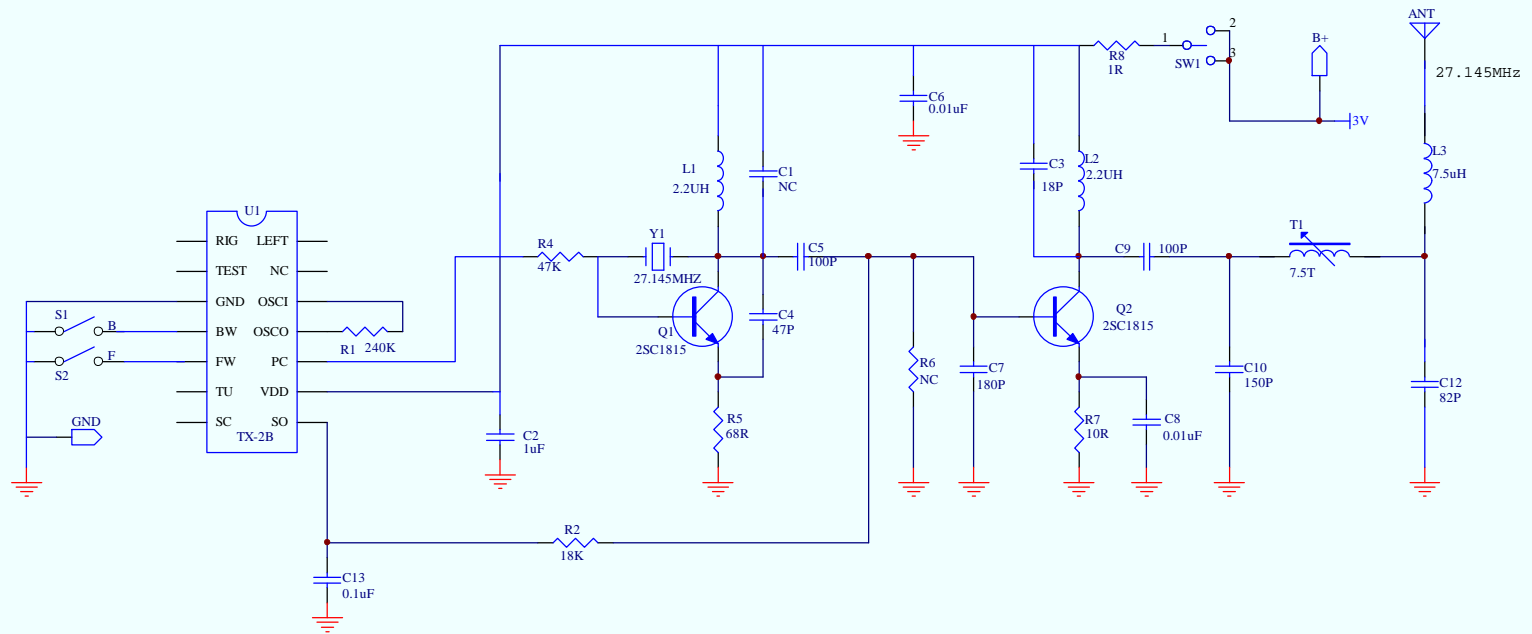 ANT
27.145MHz
B+
3V
2
1
3
SW1
R8
1R
C6
0.01uF
L1
2.2UH
C1
NC
C3
18P
L2
2.2UH
L3
7.5uH
U1
RIG
LEFT
TEST
NC
GND
OSCI
BW
OSCO
FW
PC
TU
VDD
SC
SO
TX-2B
S1
B
F
S2
GND
R1
240K
R4
47K
Y1
27.145MHZ
C5
100P
C9
100P
T1
7.5T
Q1
2SC1815
C4
47P
Q2
2SC1815
R6
NC
C7
180P
C10
150P
C12
82P
C2
1uF
R5
68R
R7
10R
C8
0.01uF
R2
18K
C13
0.1uF